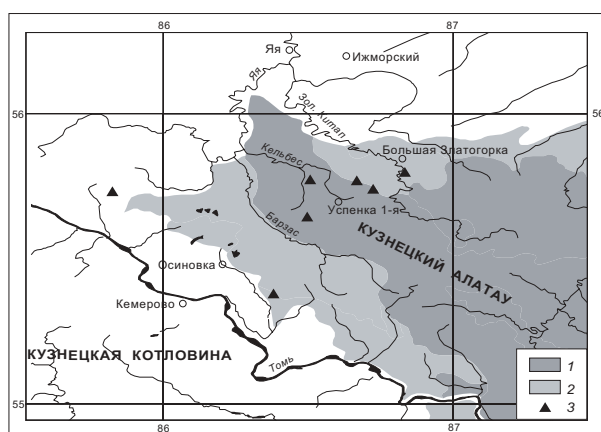 86
87
Яя
Ижморский
Яя
Зол. Китат
56
56
Большая Златогорка
Кельбес
Успенка 1-я
Барзас
КУЗНЕЦКИЙ АЛАТАУ
Осиновка
Кемерово
КУЗНЕЦКАЯ КОТЛОВИНА
Томь
1
2
3
55
55
86
87